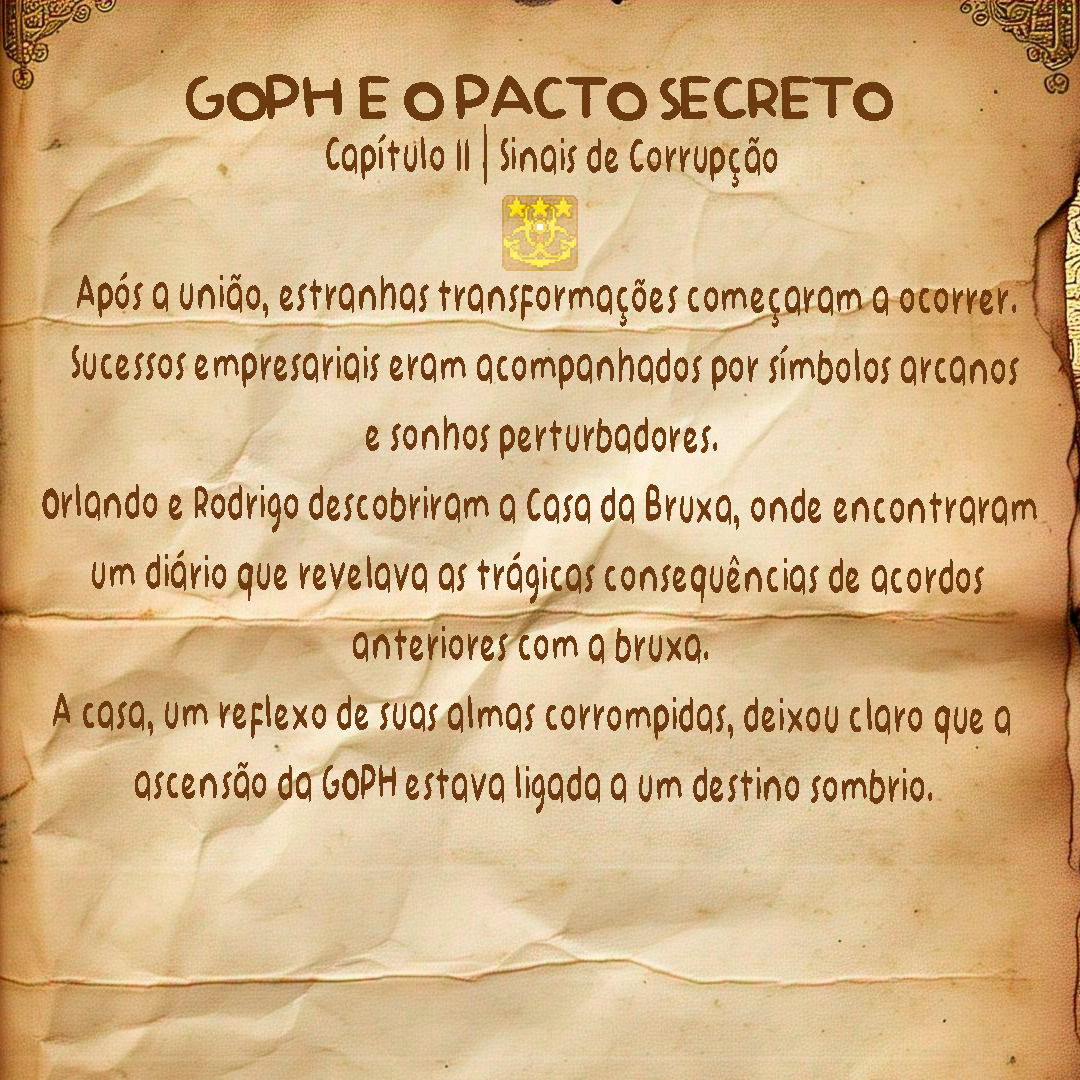 GOPH E O PACTO SECRETO
Capítulo II | Sinais de Corrupção
Após a união, estranhas transformações começaram a ocorrer.
Sucessos empresariais eram acompanhados por símbolos arcanos
e sonhos perturbadores.
Orlando e Rodrigo descobriram a Casa da Bruxa, onde encontraram
um diário que revelava as trágicas consequências de acordos
anteriores com a bruxa.
A casa, um reflexo de suas almas corrompidas, deixou claro que a
ascensão da GOPH estava ligada a um destino sombrio.